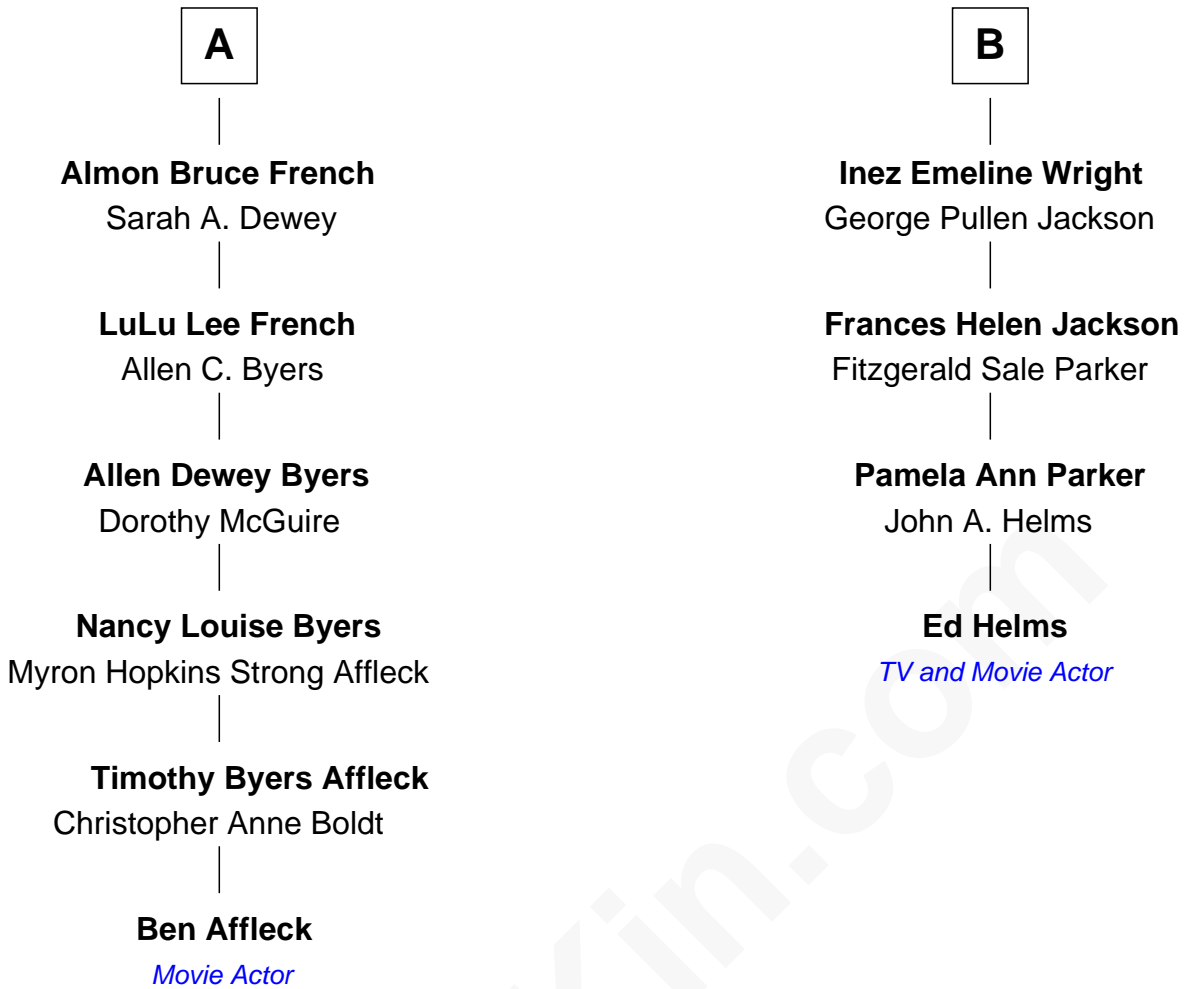 A
Almon Bruce French
Sarah A. Dewey
LuLu Lee French
Allen C. Byers
Allen Dewey Byers
Dorothy McGuire
Nancy Louise Byers
Myron Hopkins Strong Affleck
Timothy Byers Affleck
Christopher Anne Boldt
Ben Affleck
Movie Actor
B
Inez Emeline Wright
George Pullen Jackson
Frances Helen Jackson
Fitzgerald Sale Parker
Pamela Ann Parker
John A. Helms
Ed Helms
TV and Movie Actor
Kin.com